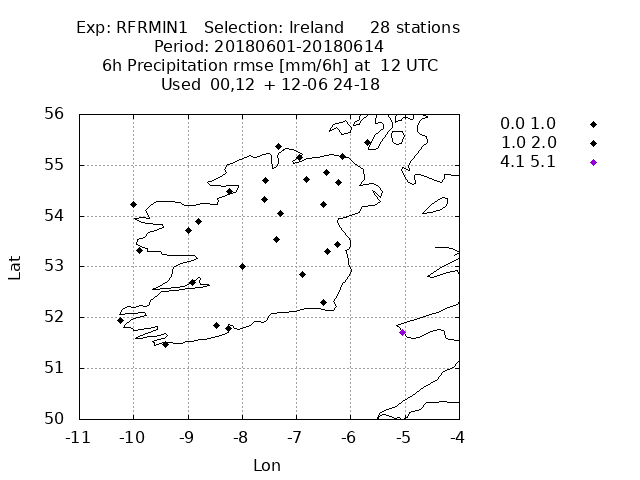 Exp: RFRMIN1 Selection: Ireland 28 stations
Period: 20180601-20180614
6h Precipitation rmse [mm/6h] at 12 UTC
Used 00,12 + 12-06 24-18
0.0 1.0
1.0 2.0
4.1 5.1
56
55
54
53
52
51
50
Lat
-11 -10 -9 -8 -7 -6 -5 -4
Lon